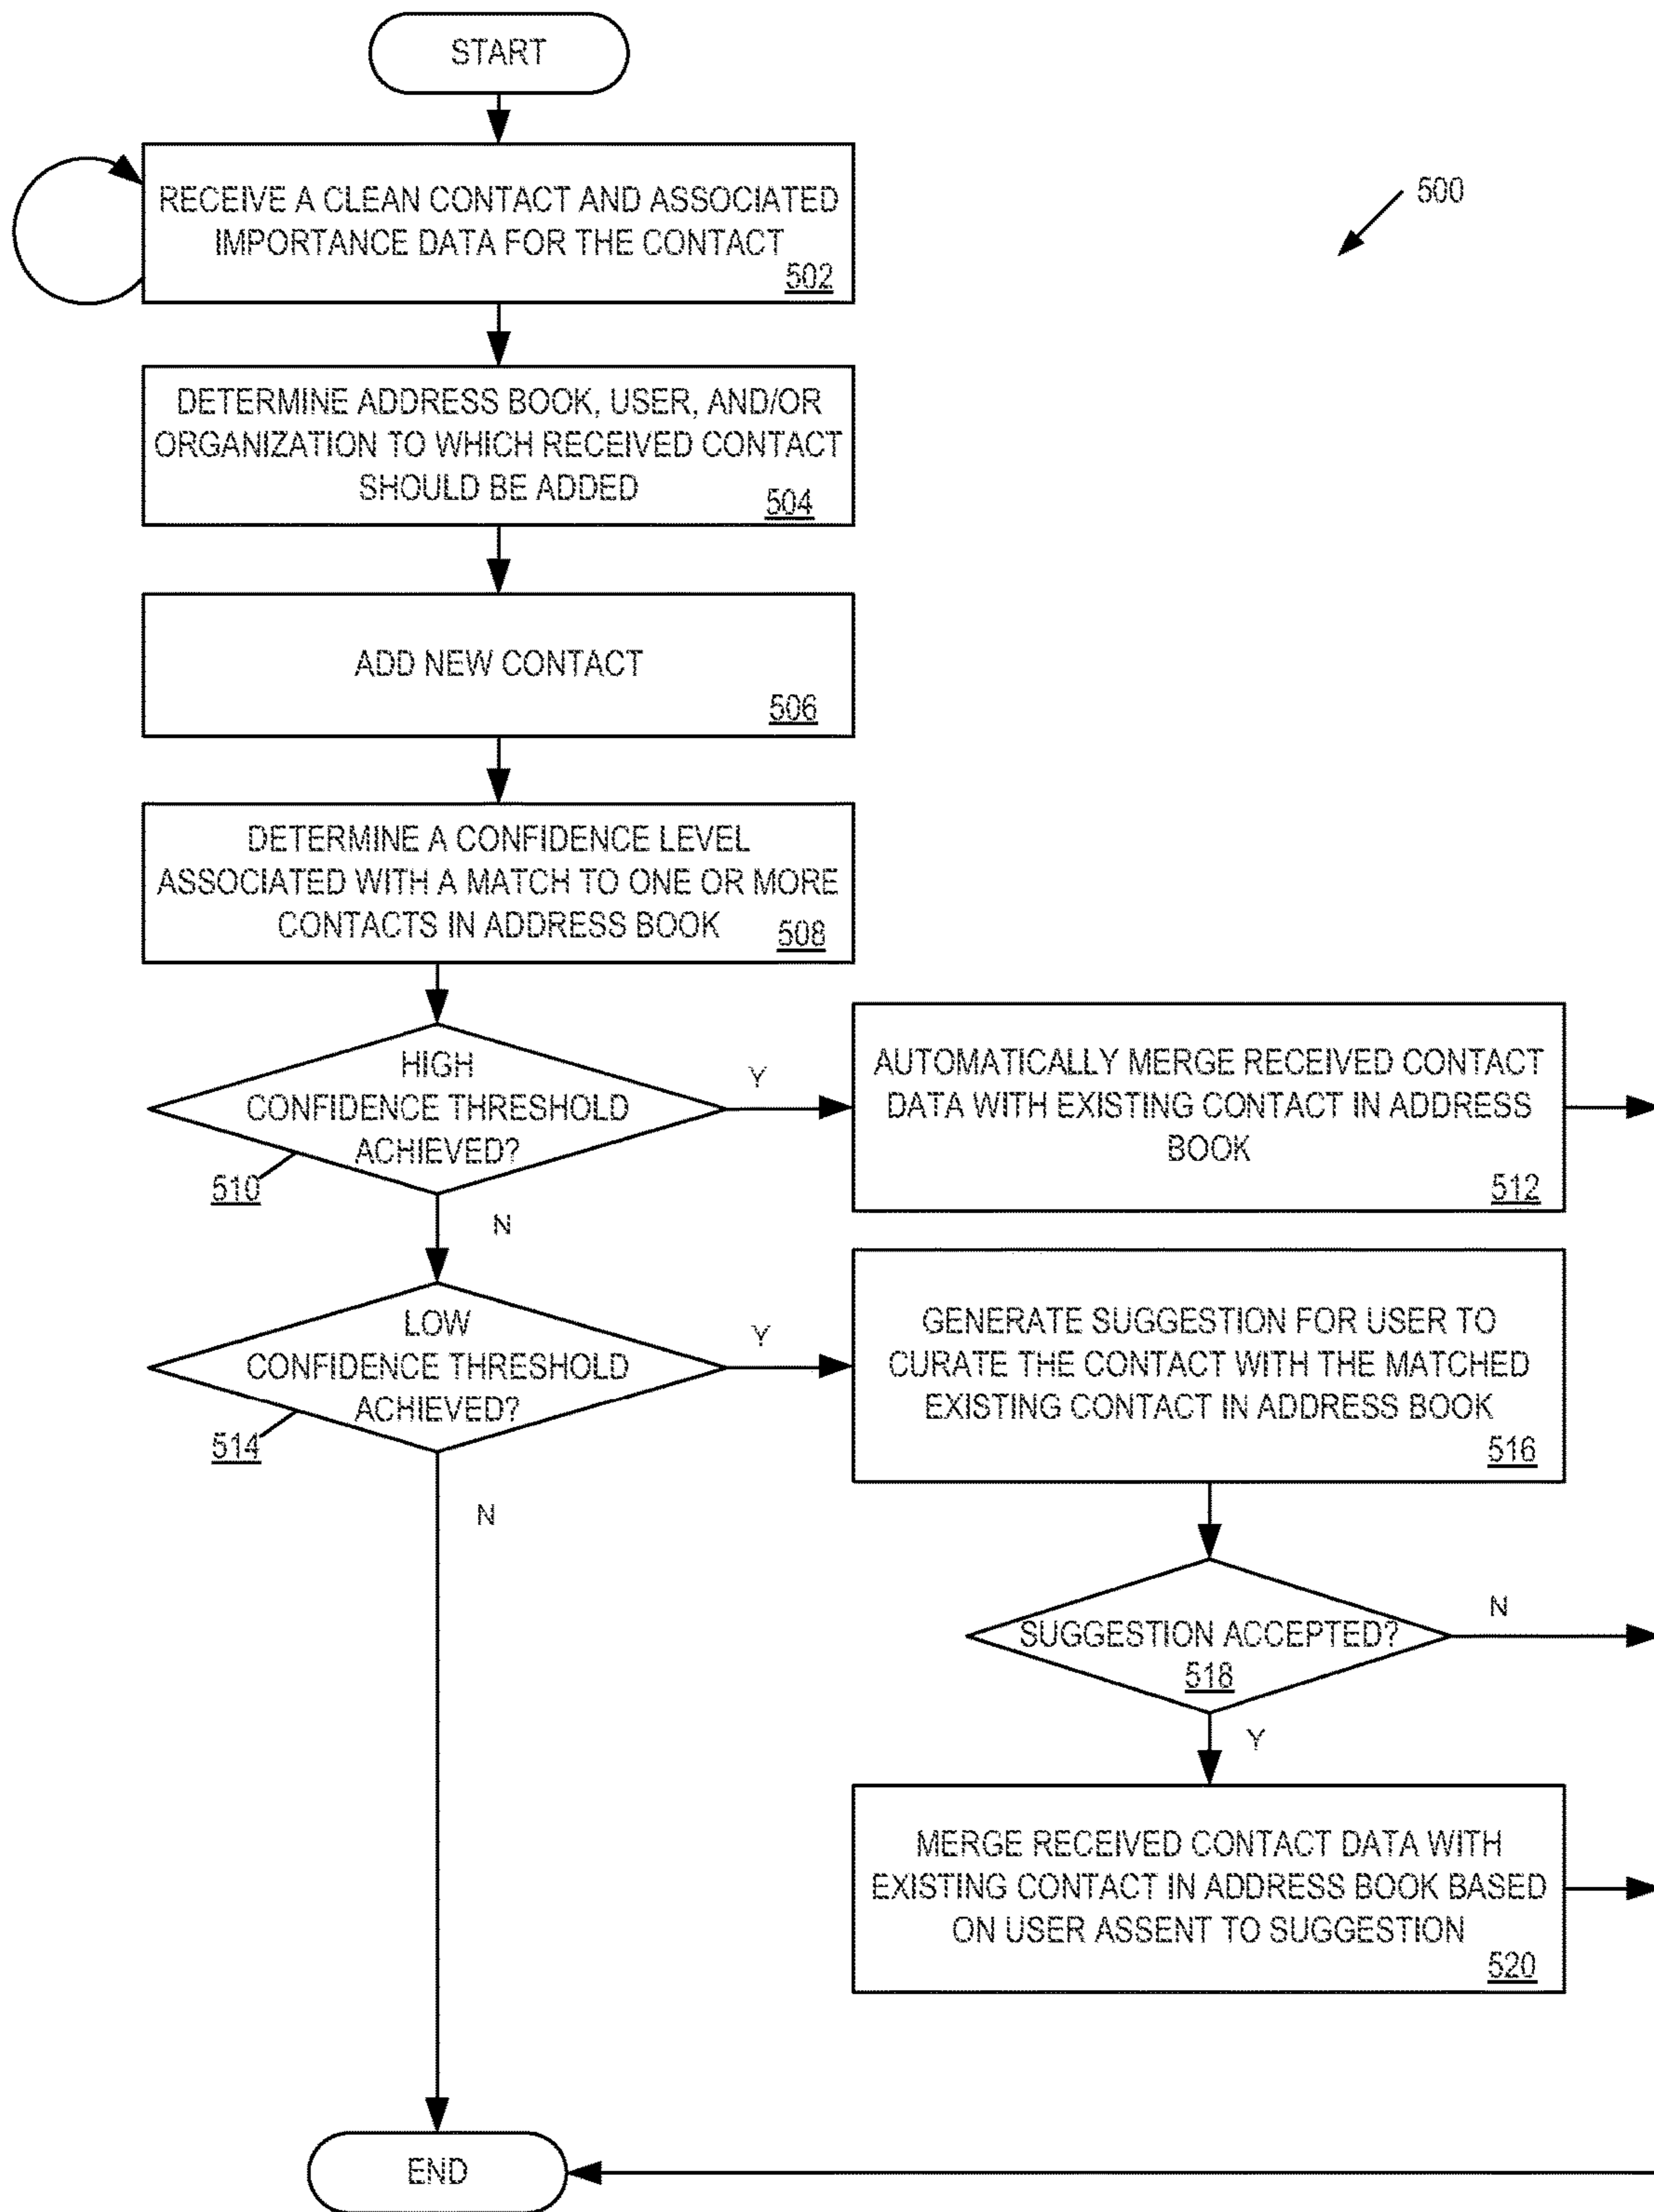 START
RECEIVE A CLEAN CONTACT AND ASSOCIATED
IMPORTANCE DATA FOR THE CONTACT
502
500
DETERMINE ADDRESS BOOK, USER, AND/OR
ORGANIZATION TO WHICH RECEIVED CONTACT
SHOULD BE ADDED
504
ADD NEW CONTACT
506
DETERMINE A CONFIDENCE LEVEL
ASSOCIATED WITH A MATCH TO ONE OR MORE
CONTACTS IN ADDRESS BOOK
508
HIGH
CONFIDENCE THRESHOLD
ACHIEVED?
510
Y
AUTOMATICALLY MERGE RECEIVED CONTACT
DATA WITH EXISTING CONTACT IN ADDRESS
BOOK
512
N
LOW
CONFIDENCE THRESHOLD
ACHIEVED?
514
Y
GENERATE SUGGESTION FOR USER TO
CURATE THE CONTACT WITH THE MATCHED
EXISTING CONTACT IN ADDRESS BOOK
516
N
SUGGESTION ACCEPTED?
518
N
Y
MERGE RECEIVED CONTACT DATA WITH
EXISTING CONTACT IN ADDRESS BOOK BASED
ON USER ASSENT TO SUGGESTION
520
END